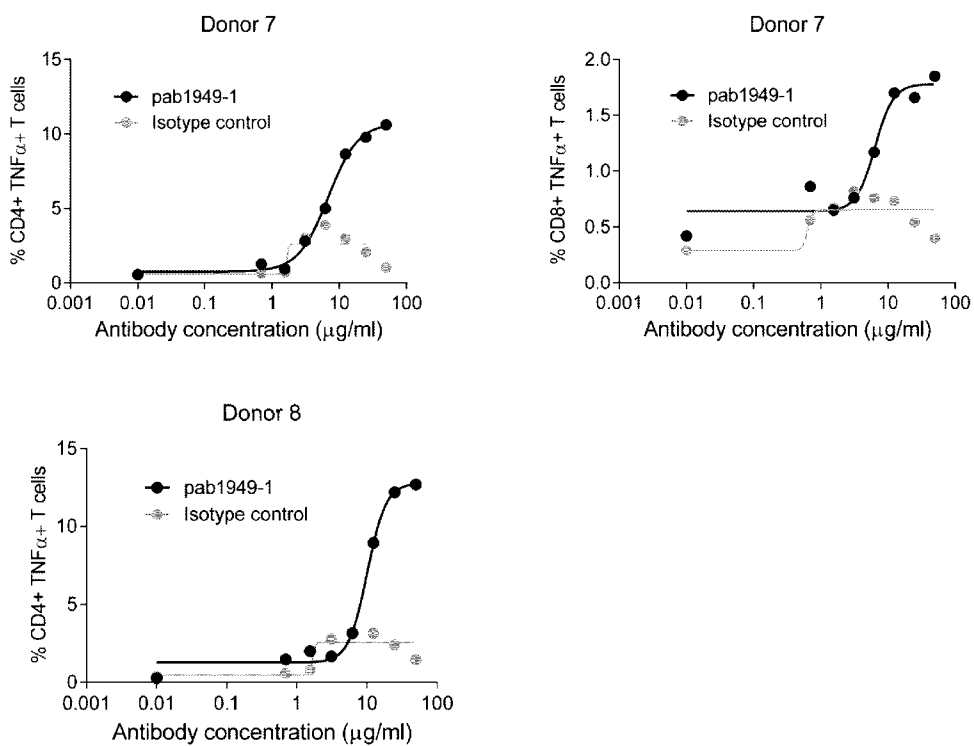 Donor 7
15
10
5
0
% CD4+ TNFα+ T cells
pab1949-1
Isotype control
0.001 0.01 0.1 1 10 100
Antibody concentration (μg/ml)
Donor 7
2.0
1.5
1.0
0.5
0.0
% CD8+ TNFα+ T cells
pab1949-1
Isotype control
0.001 0.01 0.1 1 10 100
Antibody concentration (μg/ml)
Donor 8
15
10
5
0
% CD4+ TNFα+ T cells
pab1949-1
Isotype control
0.001 0.01 0.1 1 10 100
Antibody concentration (μg/ml)